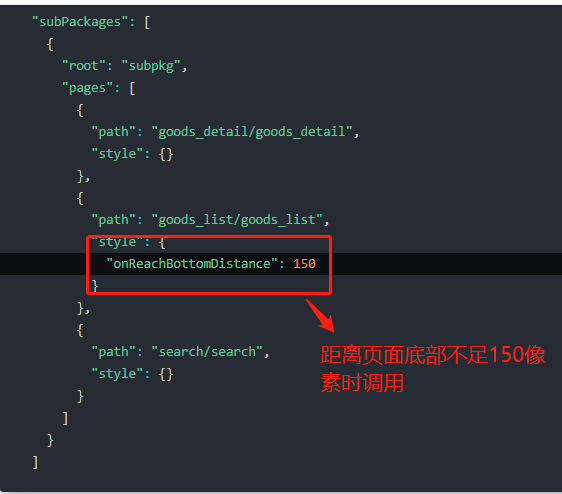 "subPackages": [
{
"root": "subpkg",
"pages": [
{
"path": "goods_detail/goods_detail",
"style": {}
},
{
"path": "goods_list/goods_list",
"style": {
"onReachBottomDistance": 150
}
},
{
"path": "search/search",
"style": {}
}
]
}
]
距离页面底部不足150像
素时调用